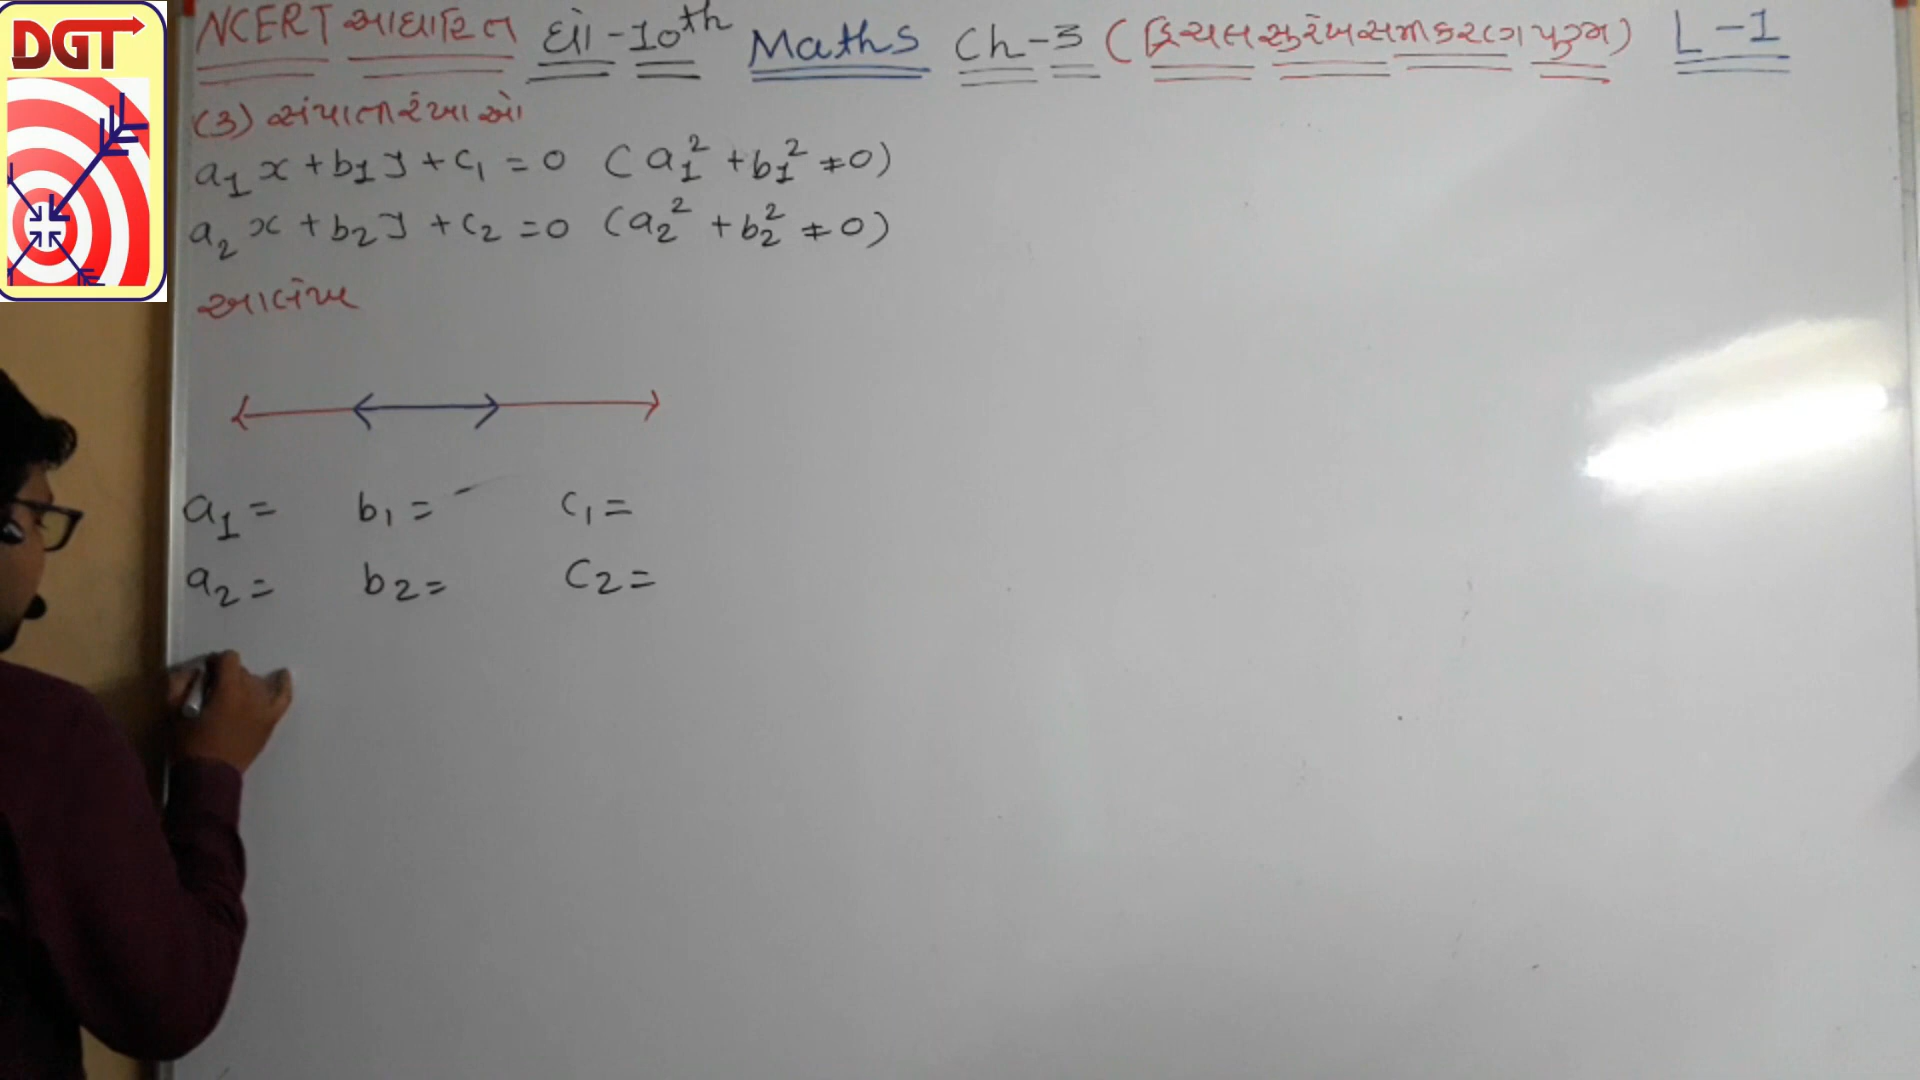 DGT
NCERT આધારિત ધો-10th Maths Ch-3 (દ્વિચલ સુરેખ સમીકરણ યુગ્મ) L-1
(3) સંપાતી રેખાઓ
a₁x + b₁y + c₁ = 0 (a₁² + b₁² ≠ 0)
a₂x + b₂y + c₂ = 0 (a₂² + b₂² ≠ 0)
આલેખ
a₁ = b₁ = c₁ =
a₂ = b₂ = c₂ =